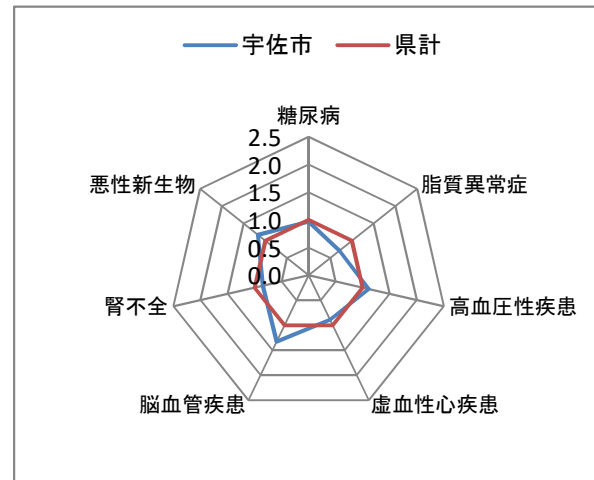 宇佐市 県計
糖尿病
2.5
2.0
1.5
1.0
0.5
0.0
脂質異常症
高血圧性疾患
虚血性心疾患
脳血管疾患
腎不全
悪性新生物